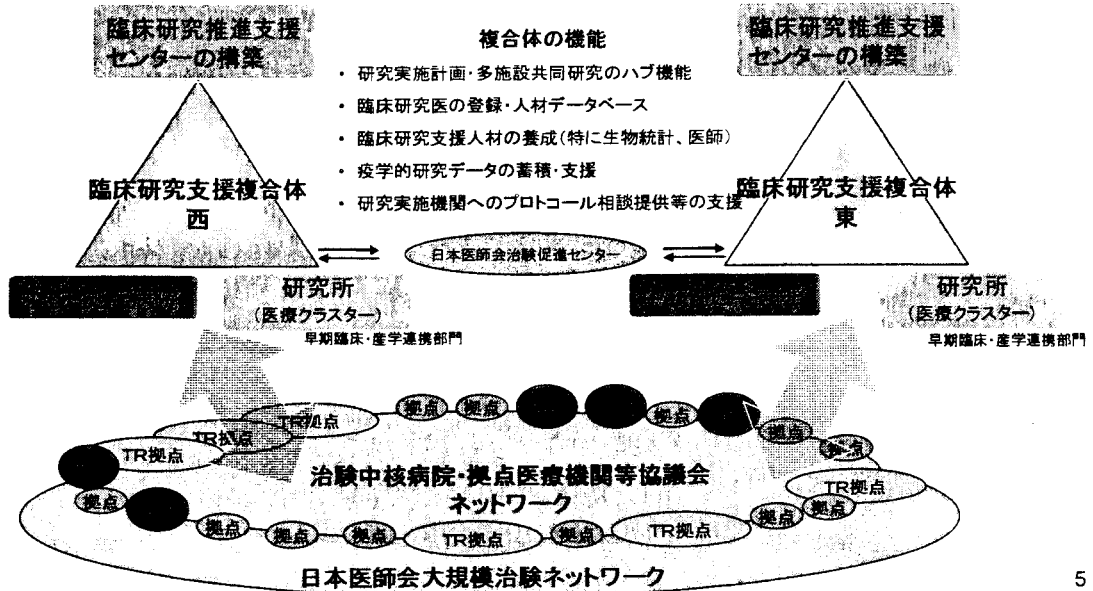 臨床研究推進支援
センターの構築
複合体の機能
・ 研究実施計画・多施設共同研究のハブ機能
・ 臨床研究医の登録・人材データベース
・ 臨床研究支援人材の養成(特に生物統計、医師)
・ 疫学的研究データの蓄積・支援
・ 研究実施機関へのプロトコール相談提供等の支援
臨床研究推進支援
センターの構築
臨床研究支援複合体
西
日本医師会治験促進センター
臨床研究支援複合体
東
研究所
(医療クラスター)
早期臨床・産学連携部門
研究所
(医療クラスター)
早期臨床・産学連携部門
拠点
拠点
拠点
拠点
拠点
TR拠点
TR拠点
TR拠点
TR拠点
治験中核病院・拠点医療機関等協議会
ネットワーク
拠点
拠点
拠点
拠点
TR拠点
拠点
TR拠点
拠点
拠点
日本医師会大規模治験ネットワーク
5